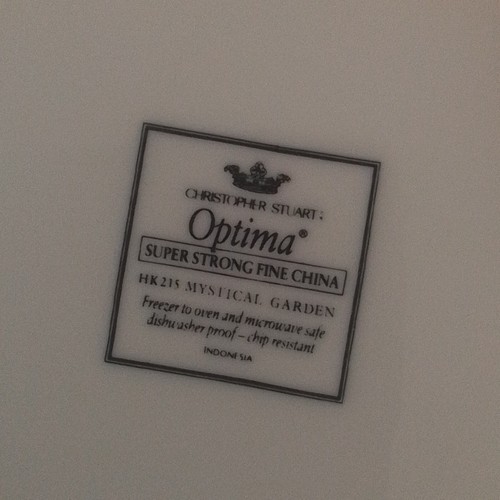 CHRISTOPHER STUART:
Optima®
SUPER STRONG FINE CHINA
HK215 MYSTICAL GARDEN
Freezer to oven and microwave safe
dishwasher proof – chip resistant
INDONESIA